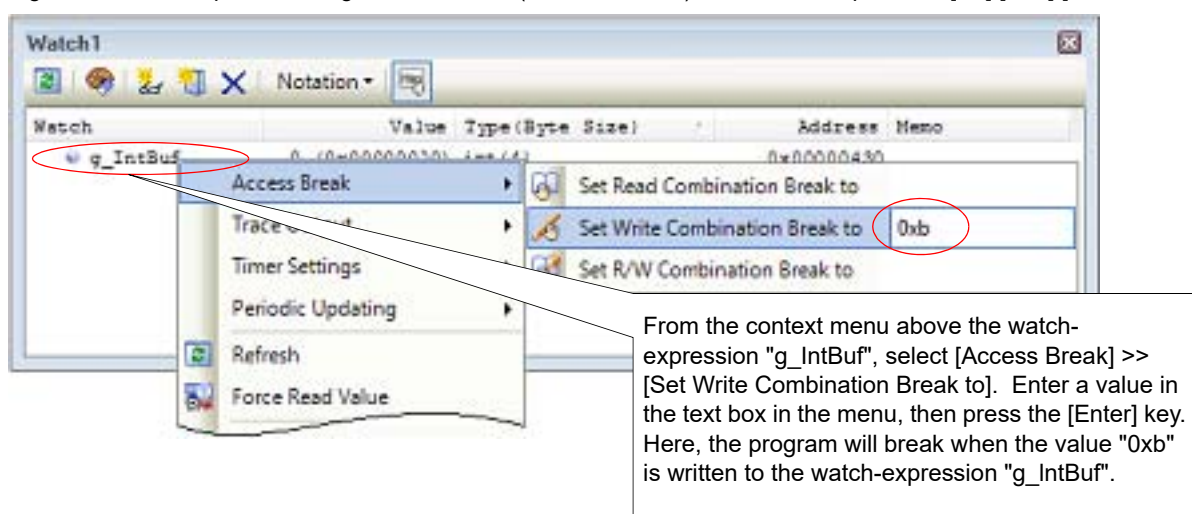 Watch1
Notation
Watch Value Type(Byte Size) Address Memo
g_IntBuf 0 int(4) 0x00000430
Access Break Set Read Combination Break to
Set Write Combination Break to 0xb
Timer Settings Set R/W Combination Break to
Periodic Updating
Refresh
Force Read Value
From the context menu above the watch-
expression "g_IntBuf", select [Access Break] >>
[Set Write Combination Break to].  Enter a value in
the text box in the menu, then press the [Enter] key.
Here, the program will break when the value "0xb"
is written to the watch-expression "g_IntBuf".